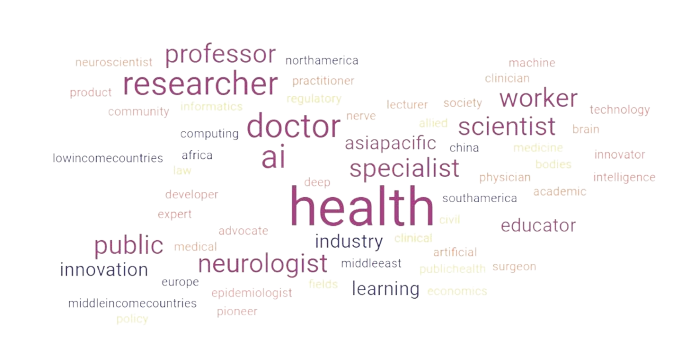 professor northamerica
neuroscientist machine
researcher practitioner clinician
product regulatory worker
community informatics lecturer society technology
doctor nerve allied scientist brain
computing asiapacific china medicine
lowincomecountries africa ai innovator
law specialist bodies
deep physician intelligence
developer health southamerica academic
expert civil
advocate educator
public medical industry clinical
innovation neurologist middleeast artificial
publichealth surgeon
europe fields learning economics
middleincomecountries epidemiologist
policy pioneer